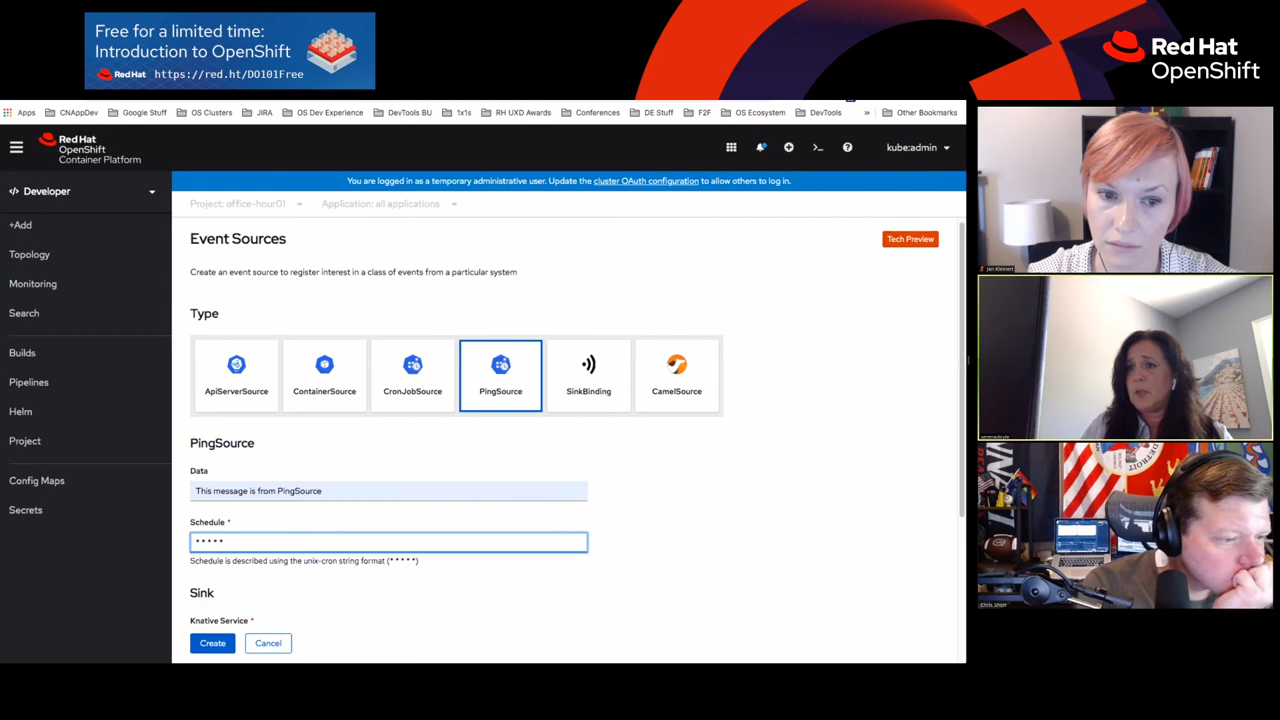 Free for a limited time:
Introduction to OpenShift
Red Hat https://red.ht/DO101Free
Red Hat
OpenShift
Apps CNAppDev Google Stuff OS Clusters JIRA OS Dev Experience DevTools BU 1x1s RH UXD Awards Conferences DE Stuff F2F OS Ecosystem DevTools » Other Bookmarks
Red Hat
OpenShift
Container Platform
kube:admin
</> Developer
You are logged in as a temporary administrative user. Update the cluster OAuth configuration to allow others to log in.
Project: office-hour01 Application: all applications
+Add
Topology
Monitoring
Search
Builds
Pipelines
Helm
Project
Config Maps
Secrets
Event Sources
Tech Preview
Create an event source to register interest in a class of events from a particular system
Type
ApiServerSource ContainerSource CronJobSource PingSource SinkBinding CamelSource
PingSource
Data
This message is from PingSource
Schedule *
* * * * *
Schedule is described using the unix-cron string format (* * * * *)
Sink
Knative Service *
Create Cancel
Jan Kleinert
serenadoyle
Chris Short
DETROIT